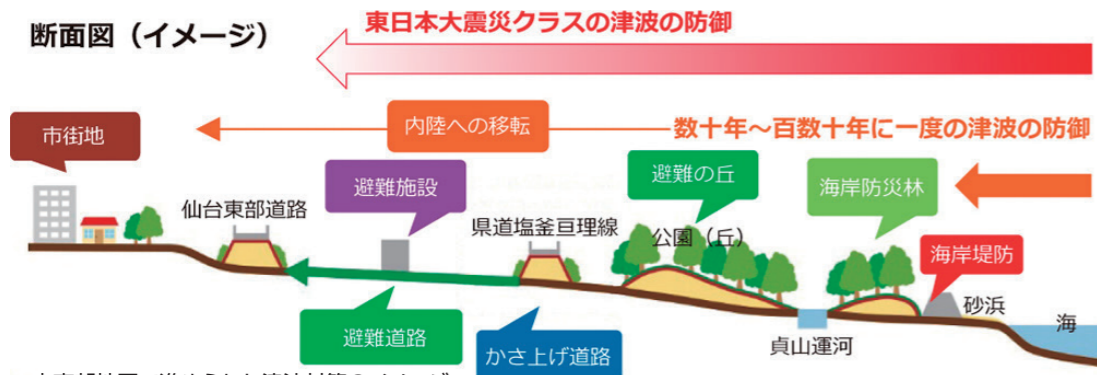 東日本大震災クラスの津波の防御
断面図（イメージ）
数十年～百数十年に一度の津波の防御
内陸への移転
市街地
避難施設
避難の丘
海岸防災林
仙台東部道路
県道塩釜亘理線
公園（丘）
海岸堤防
砂浜
海
避難道路
かさ上げ道路
貞山運河